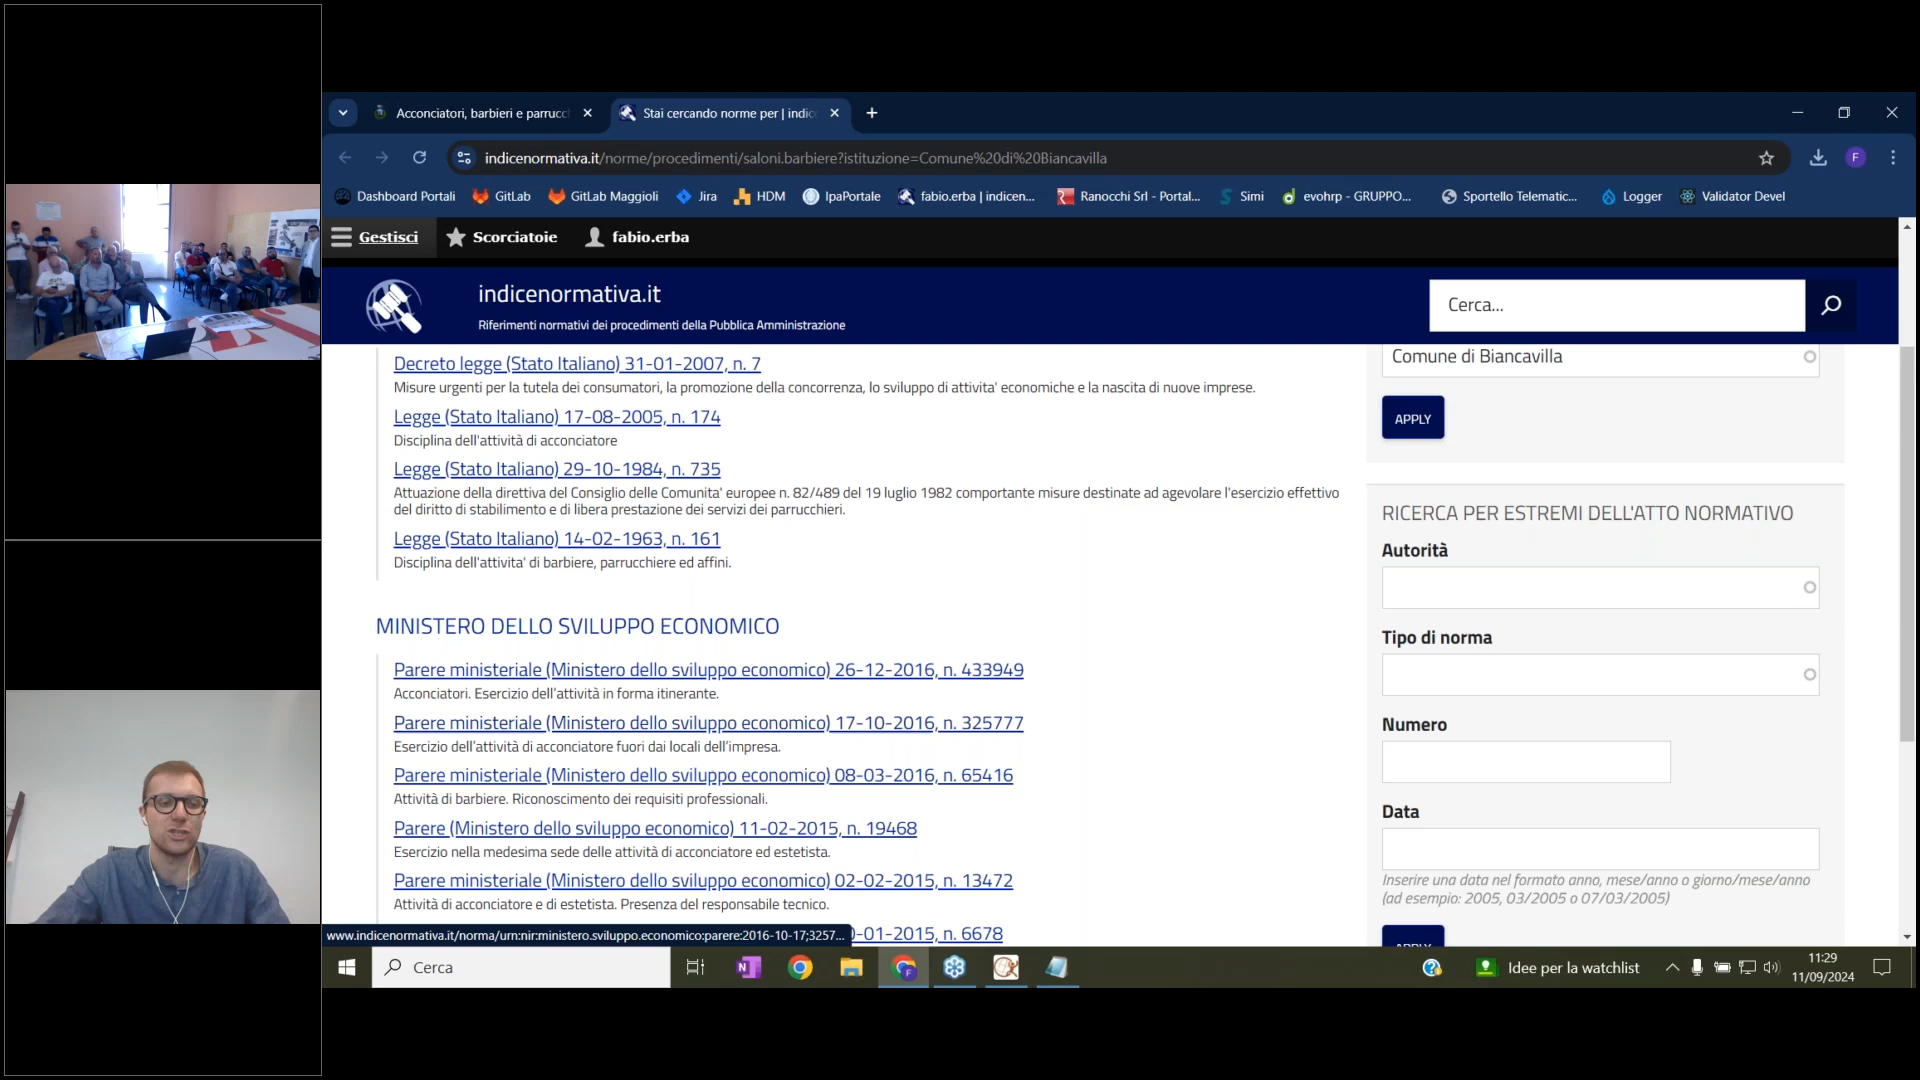 Acconciatori, barbieri e parrucc
Stai cercando norme per | indic
indicenormativa.it/norme/procedimenti/saloni.barbiere?istituzione=Comune%20di%20Biancavilla
F
Dashboard Portali
GitLab
GitLab Maggioli
Jira
HDM
IpaPortale
fabio.erba | indicen...
Ranocchi Srl - Portal...
Simi
evohrp - GRUPPO...
Sportello Telematic...
Logger
Validator Devel
Gestisci
Scorciatoie
fabio.erba
indicenormativa.it
Riferimenti normativi dei procedimenti della Pubblica Amministrazione
Cerca...
Decreto legge (Stato Italiano) 31-01-2007, n. 7
Misure urgenti per la tutela dei consumatori, la promozione della concorrenza, lo sviluppo di attivita' economiche e la nascita di nuove imprese.
Legge (Stato Italiano) 17-08-2005, n. 174
Disciplina dell'attività di acconciatore
Legge (Stato Italiano) 29-10-1984, n. 735
Attuazione della direttiva del Consiglio delle Comunita' europee n. 82/489 del 19 luglio 1982 comportante misure destinate ad agevolare l'esercizio effettivo
del diritto di stabilimento e di libera prestazione dei servizi dei parrucchieri.
Legge (Stato Italiano) 14-02-1963, n. 161
Disciplina dell'attivita' di barbiere, parrucchiere ed affini.
MINISTERO DELLO SVILUPPO ECONOMICO
Parere ministeriale (Ministero dello sviluppo economico) 26-12-2016, n. 433949
Acconciatori. Esercizio dell'attività in forma itinerante.
Parere ministeriale (Ministero dello sviluppo economico) 17-10-2016, n. 325777
Esercizio dell'attività di acconciatore fuori dai locali dell'impresa.
Parere ministeriale (Ministero dello sviluppo economico) 08-03-2016, n. 65416
Attività di barbiere. Riconoscimento dei requisiti professionali.
Parere (Ministero dello sviluppo economico) 11-02-2015, n. 19468
Esercizio nella medesima sede delle attività di acconciatore ed estetista.
Parere ministeriale (Ministero dello sviluppo economico) 02-02-2015, n. 13472
Attività di acconciatore e di estetista. Presenza del responsabile tecnico.
-01-2015, n. 6678
www.indicenormativa.it/norma/urn:nir:ministero.sviluppo.economico:parere:2016-10-17;3257...
Comune di Biancavilla
APPLY
RICERCA PER ESTREMI DELL'ATTO NORMATIVO
Autorità
Tipo di norma
Numero
Data
Inserire una data nel formato anno, mese/anno o giorno/mese/anno
(ad esempio: 2005, 03/2005 o 07/03/2005)
APPLY
Cerca
Idee per la watchlist
11:29
11/09/2024